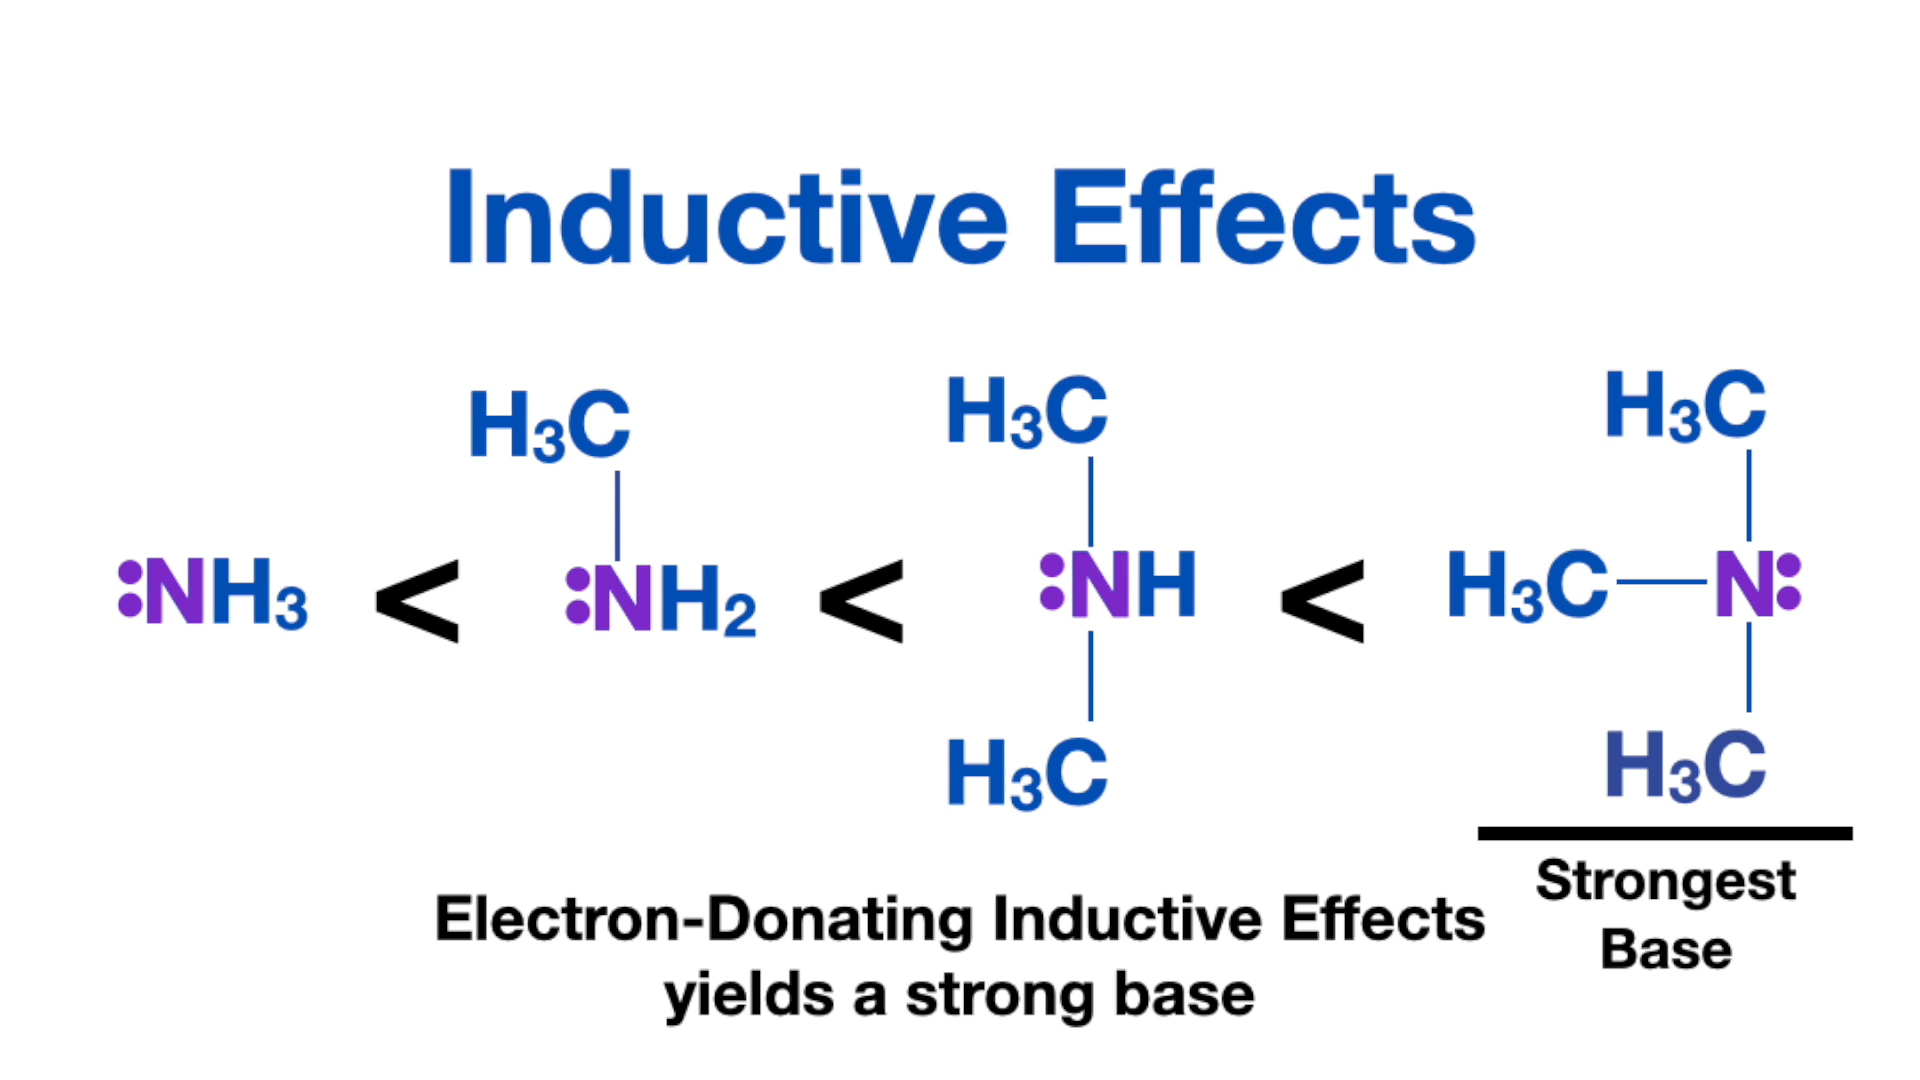 Inductive Effects
H3C
H3C
H3C
:NH3 < :NH2 < :NH < H3C—N:
H3C
H3C
Strongest
Base
Electron-Donating Inductive Effects
yields a strong base